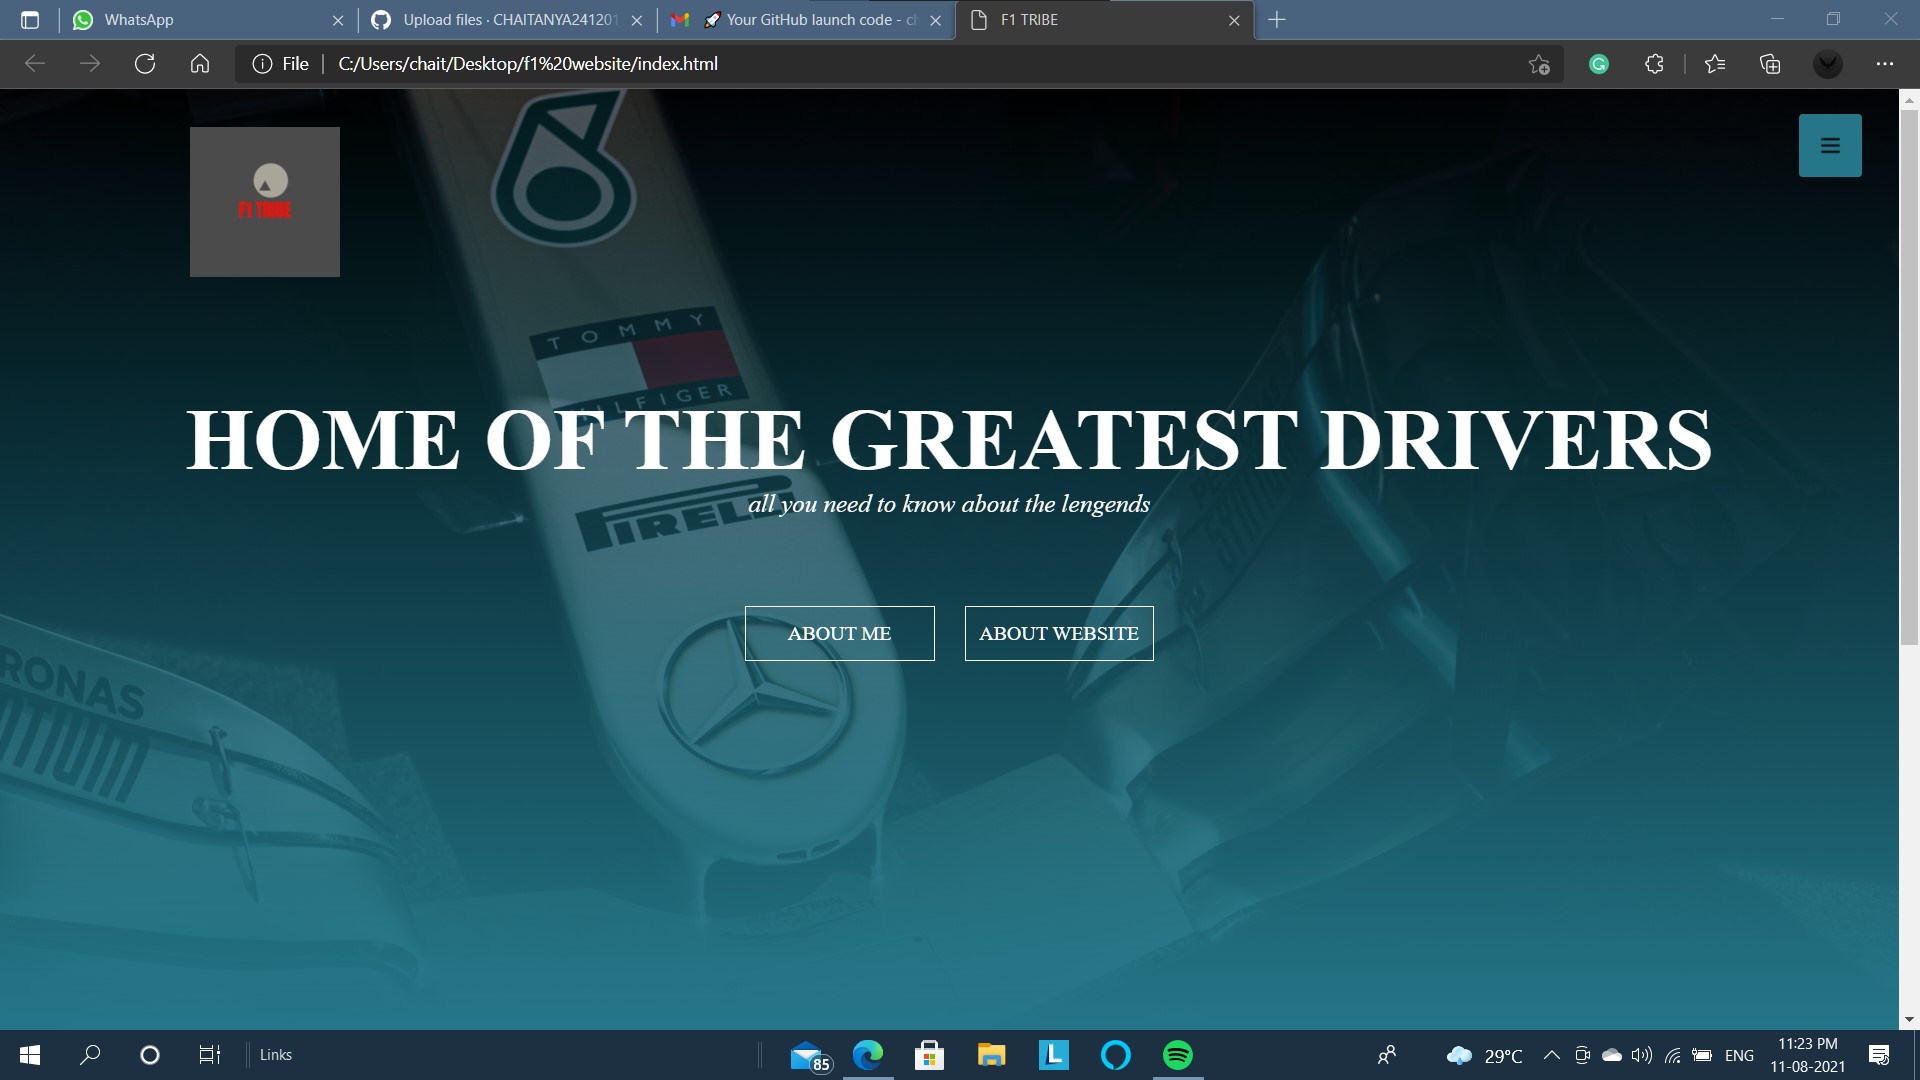 WhatsApp
Upload files · CHAITANYA241201
Your GitHub launch code - ch
F1 TRIBE
File
C:/Users/chait/Desktop/f1%20website/index.html
F1 TRIBE
TOMMY
HILFIGER
HOME OF THE GREATEST DRIVERS
all you need to know about the lengends
PIRELLI
ABOUT ME
ABOUT WEBSITE
RONAS
NTIUM
Links
85
29°C
ENG
11:23 PM
11-08-2021